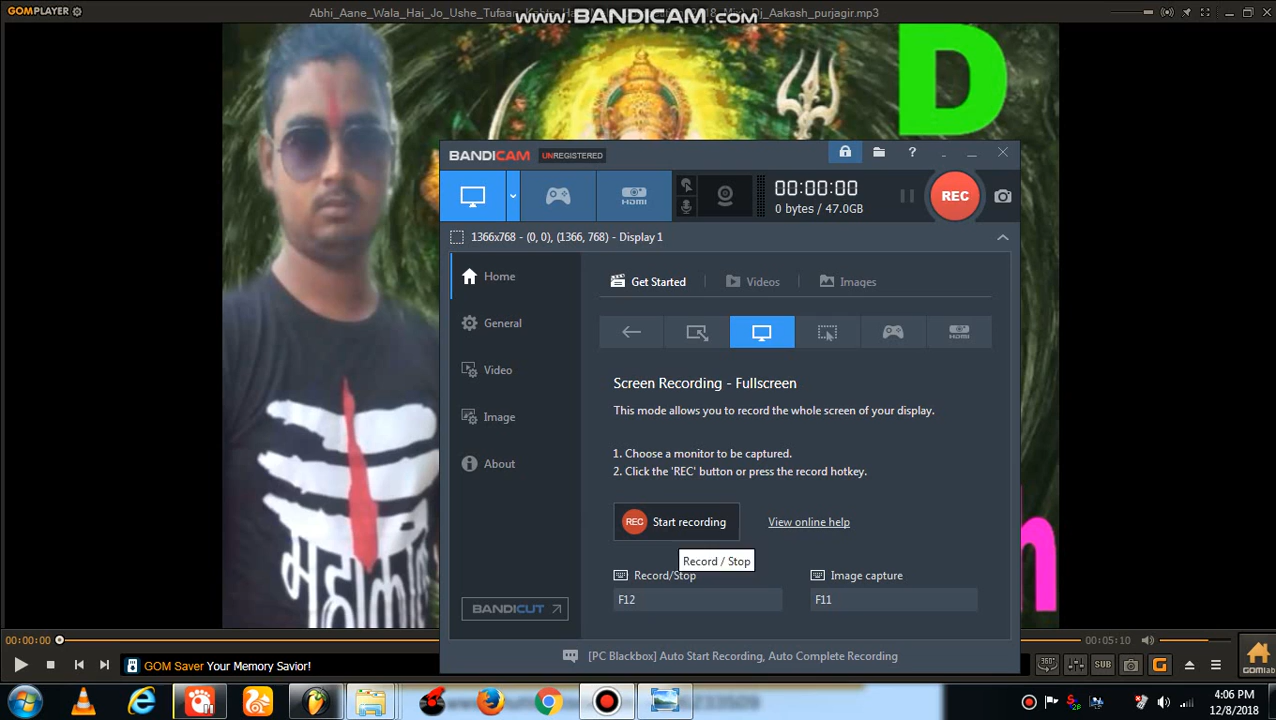 GOMPLAYER
www.BANDICAM.com
D
BANDICAM UNREGISTERED
?
HDMI
00:00:00
0 bytes / 47.0GB
REC
1366x768 - (0, 0), (1366, 768) - Display 1
Home
General
Video
Image
About
BANDICUT
Get Started
Videos
Images
HDMI
Screen Recording - Fullscreen
This mode allows you to record the whole screen of your display.
1. Choose a monitor to be captured.
2. Click the 'REC' button or press the record hotkey.
REC Start recording
View online help
Record / Stop
Record/Stop
Image capture
F12
F11
[PC Blackbox] Auto Start Recording, Auto Complete Recording
00:00:00
00:05:10
GOM Saver Your Memory Savior!
360°
SUB
G
GOMlab
4:06 PM
12/8/2018